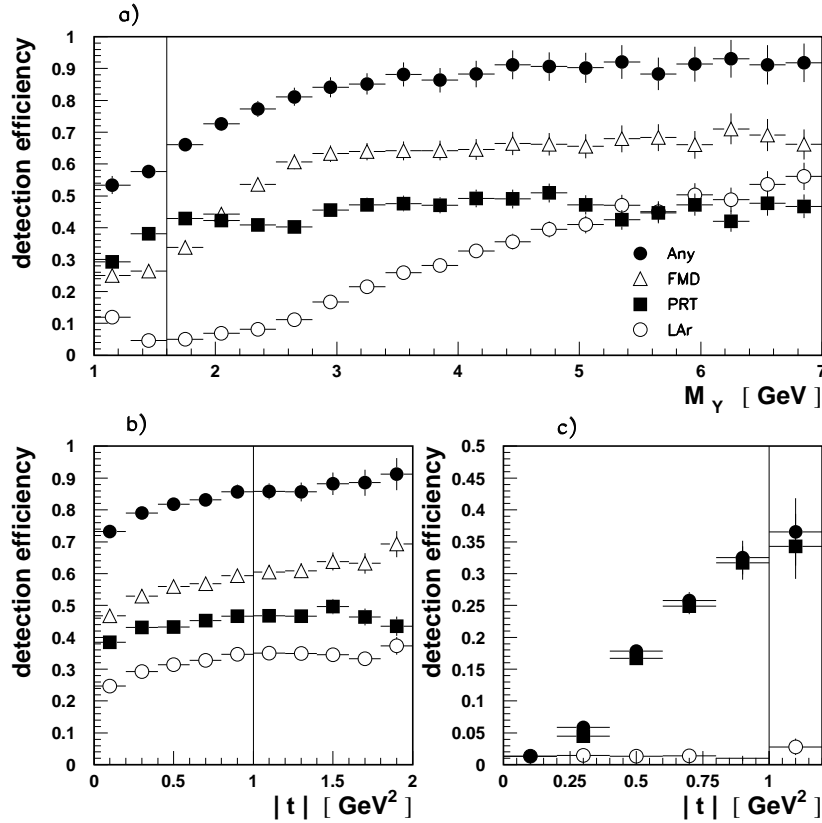 a)
detection efficiency
1
0.9
0.8
0.7
0.6
0.5
0.4
0.3
0.2
0.1
0
Any
FMD
PRT
LAr
1 2 3 4 5 6 7
M Y [ GeV ]
b)
detection efficiency
1
0.9
0.8
0.7
0.6
0.5
0.4
0.3
0.2
0.1
0
0 0.5 1 1.5 2
| t | [ GeV² ]
c)
detection efficiency
0.5
0.45
0.4
0.35
0.3
0.25
0.2
0.15
0.1
0.05
0
0 0.25 0.5 0.75 1
| t | [ GeV² ]